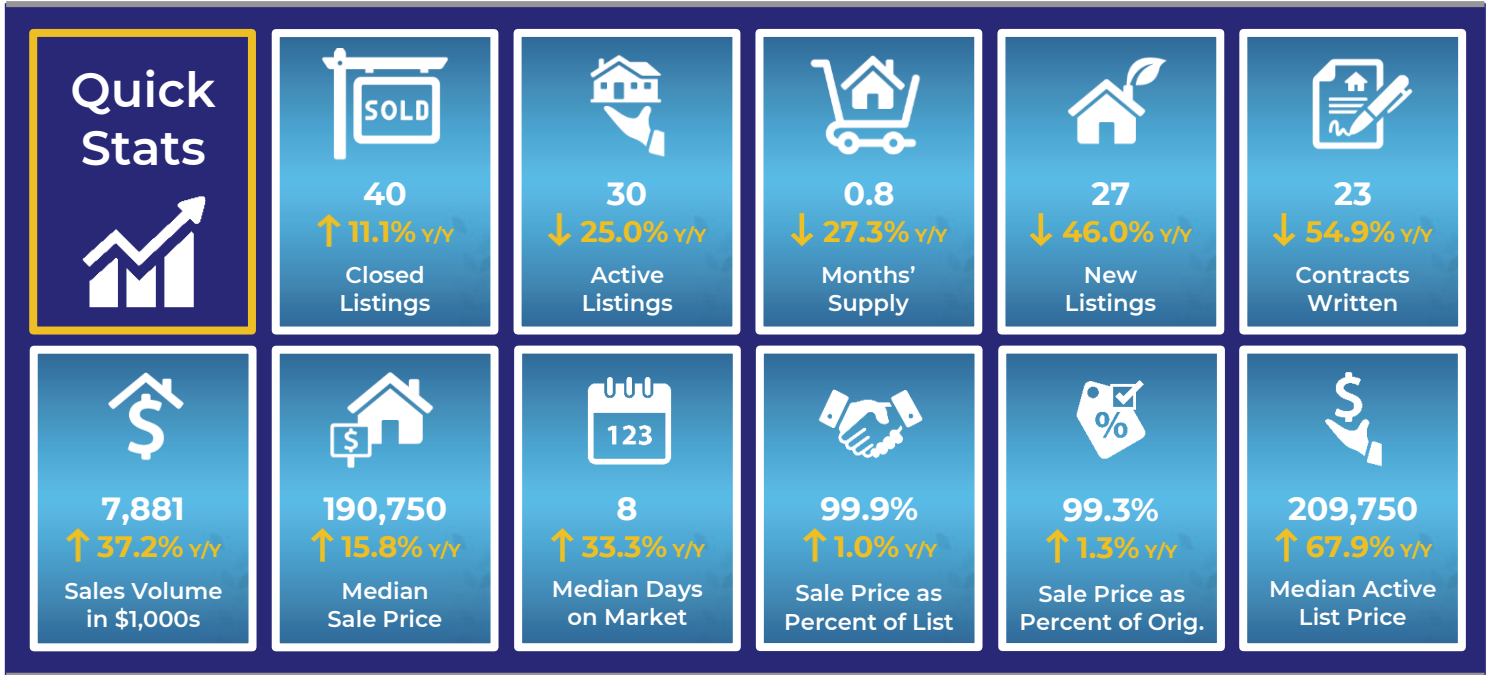 Quick
Stats
SOLD
40
↑ 11.1% Y/Y
Closed
Listings
30
↓ 25.0% Y/Y
Active
Listings
0.8
↓ 27.3% Y/Y
Months’
Supply
27
↓ 46.0% Y/Y
New
Listings
23
↓ 54.9% Y/Y
Contracts
Written
$
7,881
↑ 37.2% Y/Y
Sales Volume
in $1,000s
$
190,750
↑ 15.8% Y/Y
Median
Sale Price
123
8
↑ 33.3% Y/Y
Median Days
on Market
99.9%
↑ 1.0% Y/Y
Sale Price as
Percent of List
%
99.3%
↑ 1.3% Y/Y
Sale Price as
Percent of Orig.
$
209,750
↑ 67.9% Y/Y
Median Active
List Price